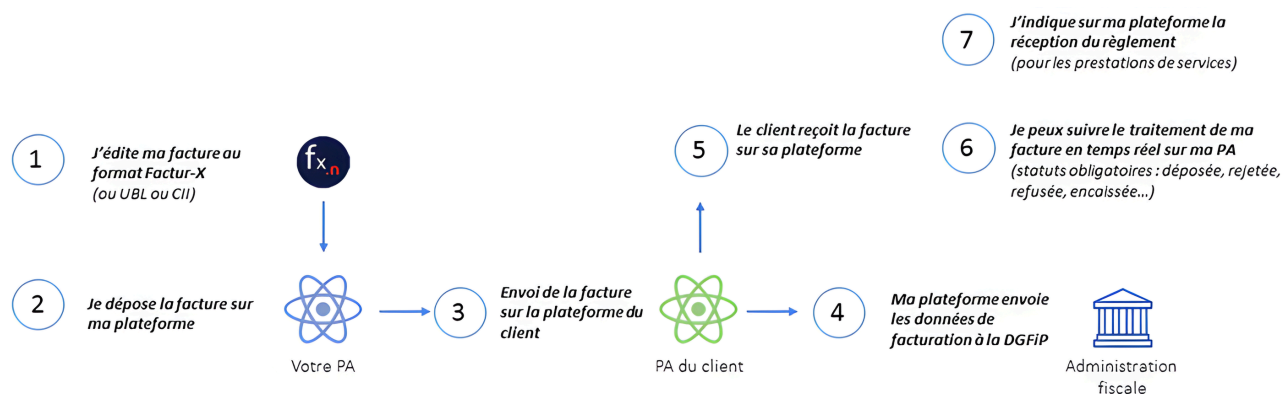 1
J’édite ma facture au
format Factur-X
(ou UBL ou CII)
fx.n
2
Je dépose la facture sur
ma plateforme
Votre PA
3
Envoi de la facture
sur la plateforme du
client
PA du client
4
Ma plateforme envoie
les données de
facturation à la DGFiP
Administration
fiscale
5
Le client reçoit la facture
sur sa plateforme
6
Je peux suivre le traitement de ma
facture en temps réel sur ma PA
(statuts obligatoires : déposée, rejetée,
refusée, encaissée…)
7
J’indique sur ma plateforme la
réception du règlement
(pour les prestations de services)